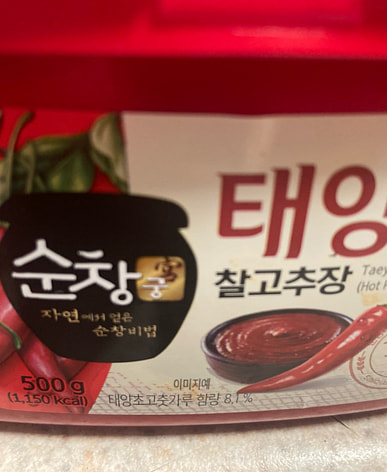 태양
순창궁
찰고추장
Taey
(Hot
자연에서 얻은
순창비법
500 g
(1,150 kcal)
이미지예
태양초고춧가루 함량 8.1%